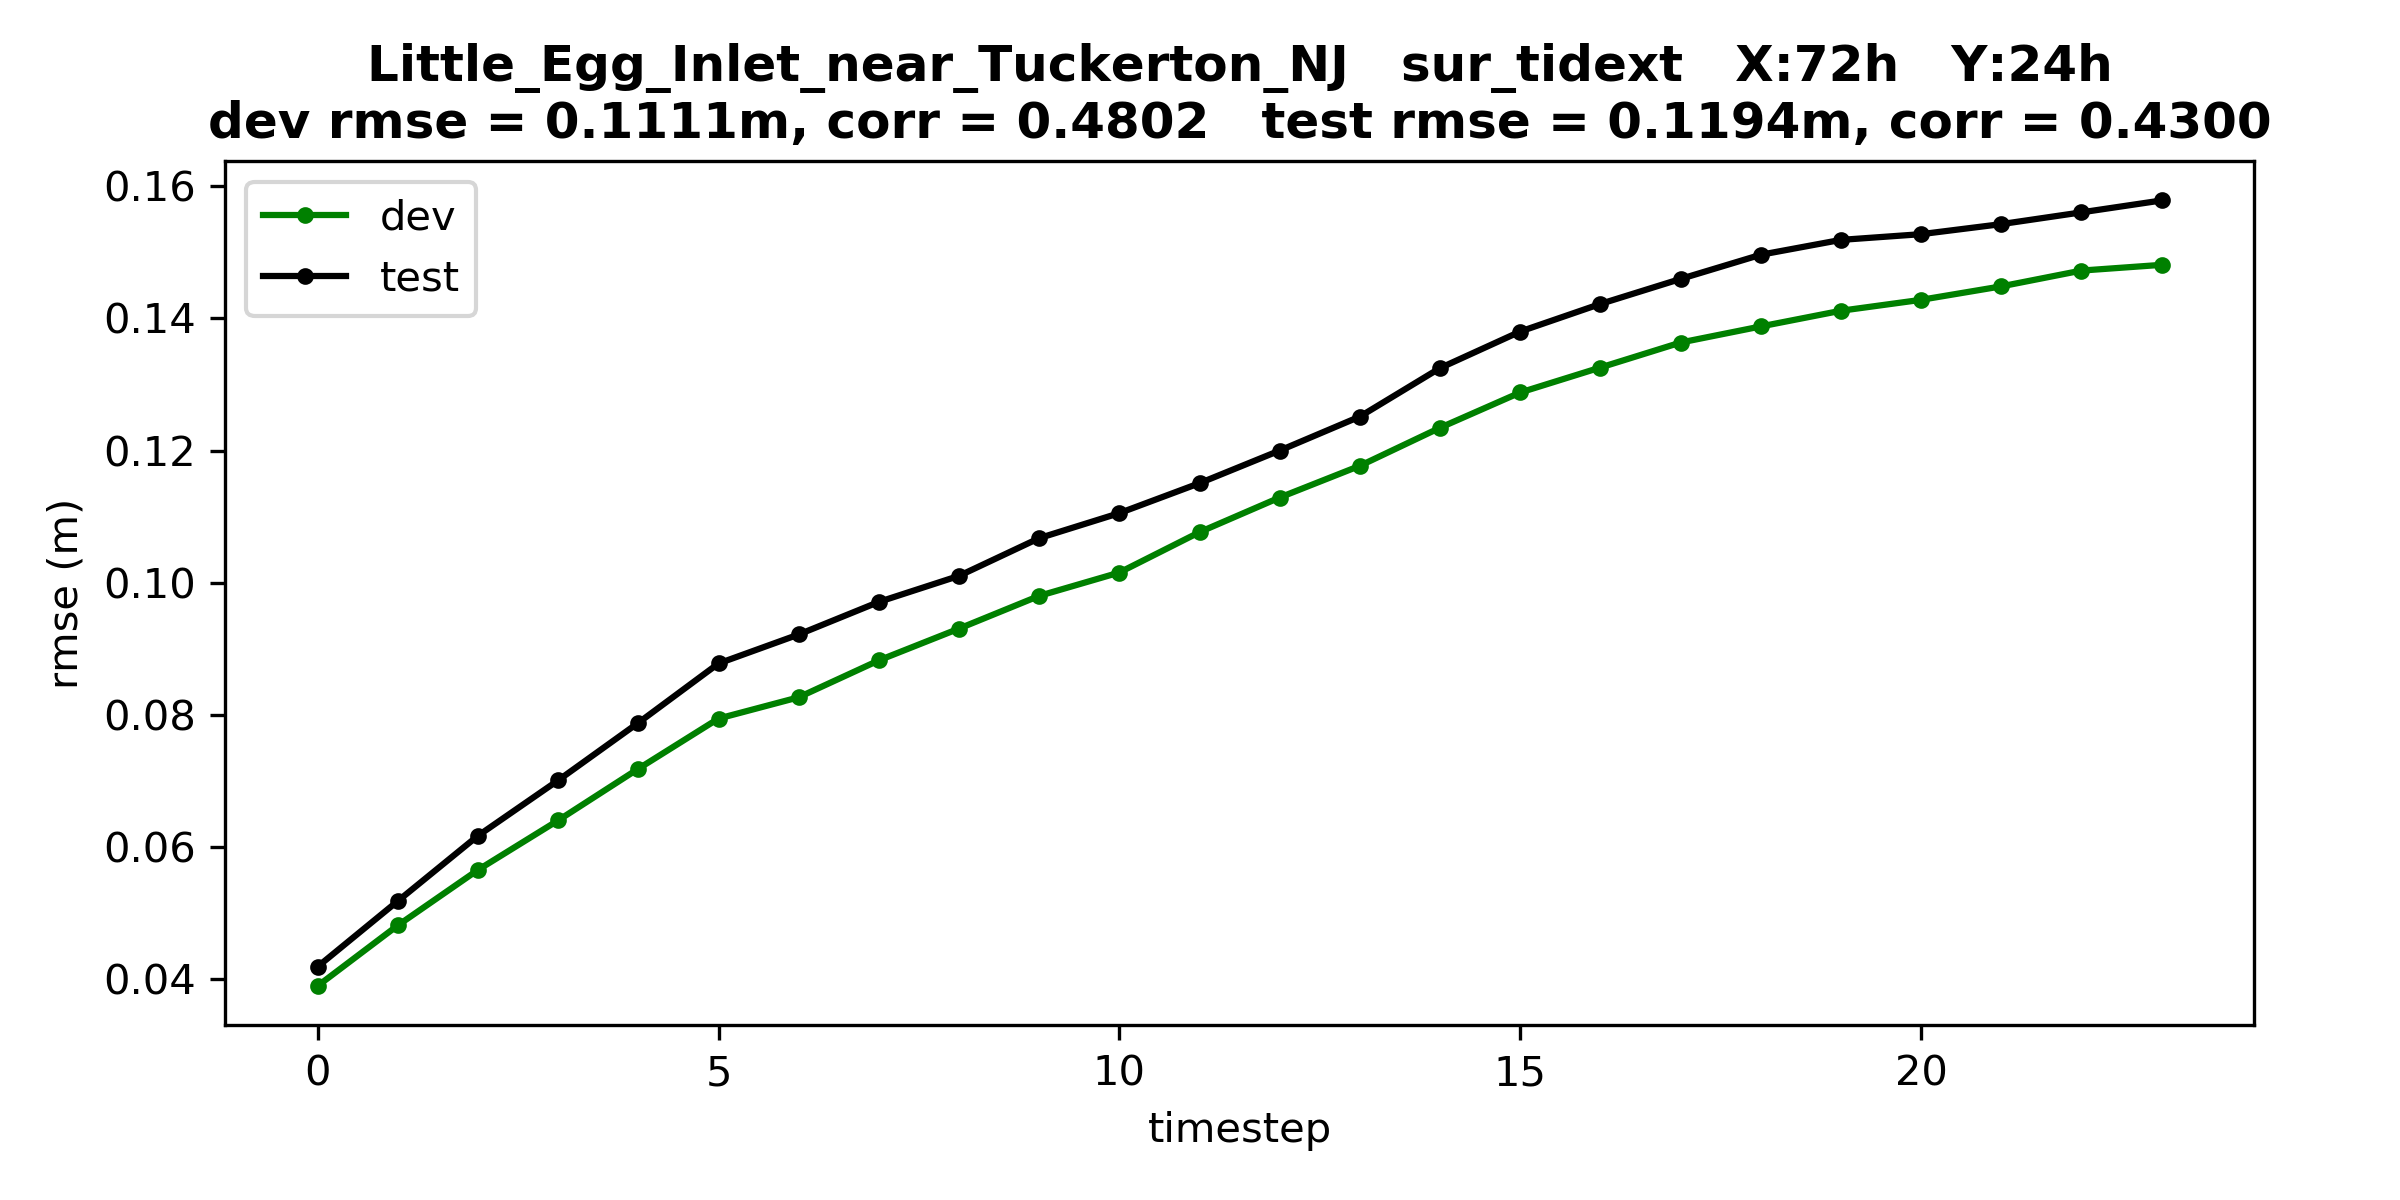 Little_Egg_Inlet_near_Tuckerton_NJ   sur_tidext   X:72h   Y:24h
dev rmse = 0.1111m, corr = 0.4802   test rmse = 0.1194m, corr = 0.4300
dev
test
0.16
0.14
0.12
0.10
0.08
0.06
0.04
rmse (m)
0 5 10 15 20
timestep